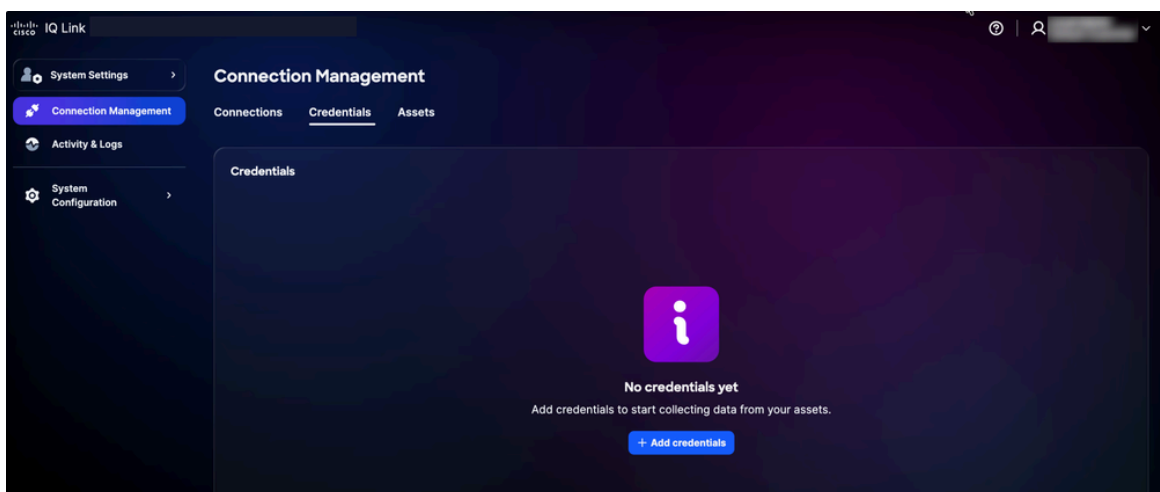 cisco IQ Link
System Settings
Connection Management
Activity & Logs
System
Configuration
Connection Management
Connections Credentials Assets
Credentials
No credentials yet
Add credentials to start collecting data from your assets.
+ Add credentials